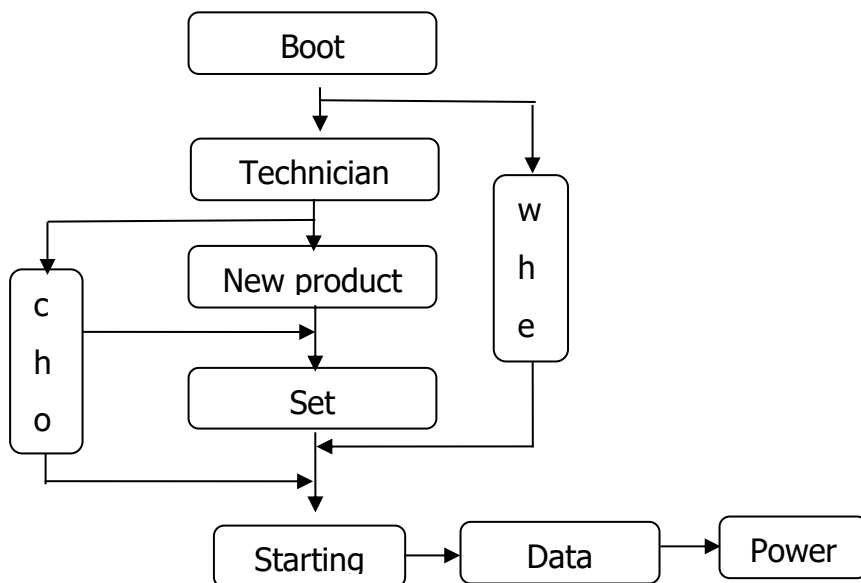 Boot
Technician
w
h
e
New product
c
h
o
Set
Starting
Data
Power